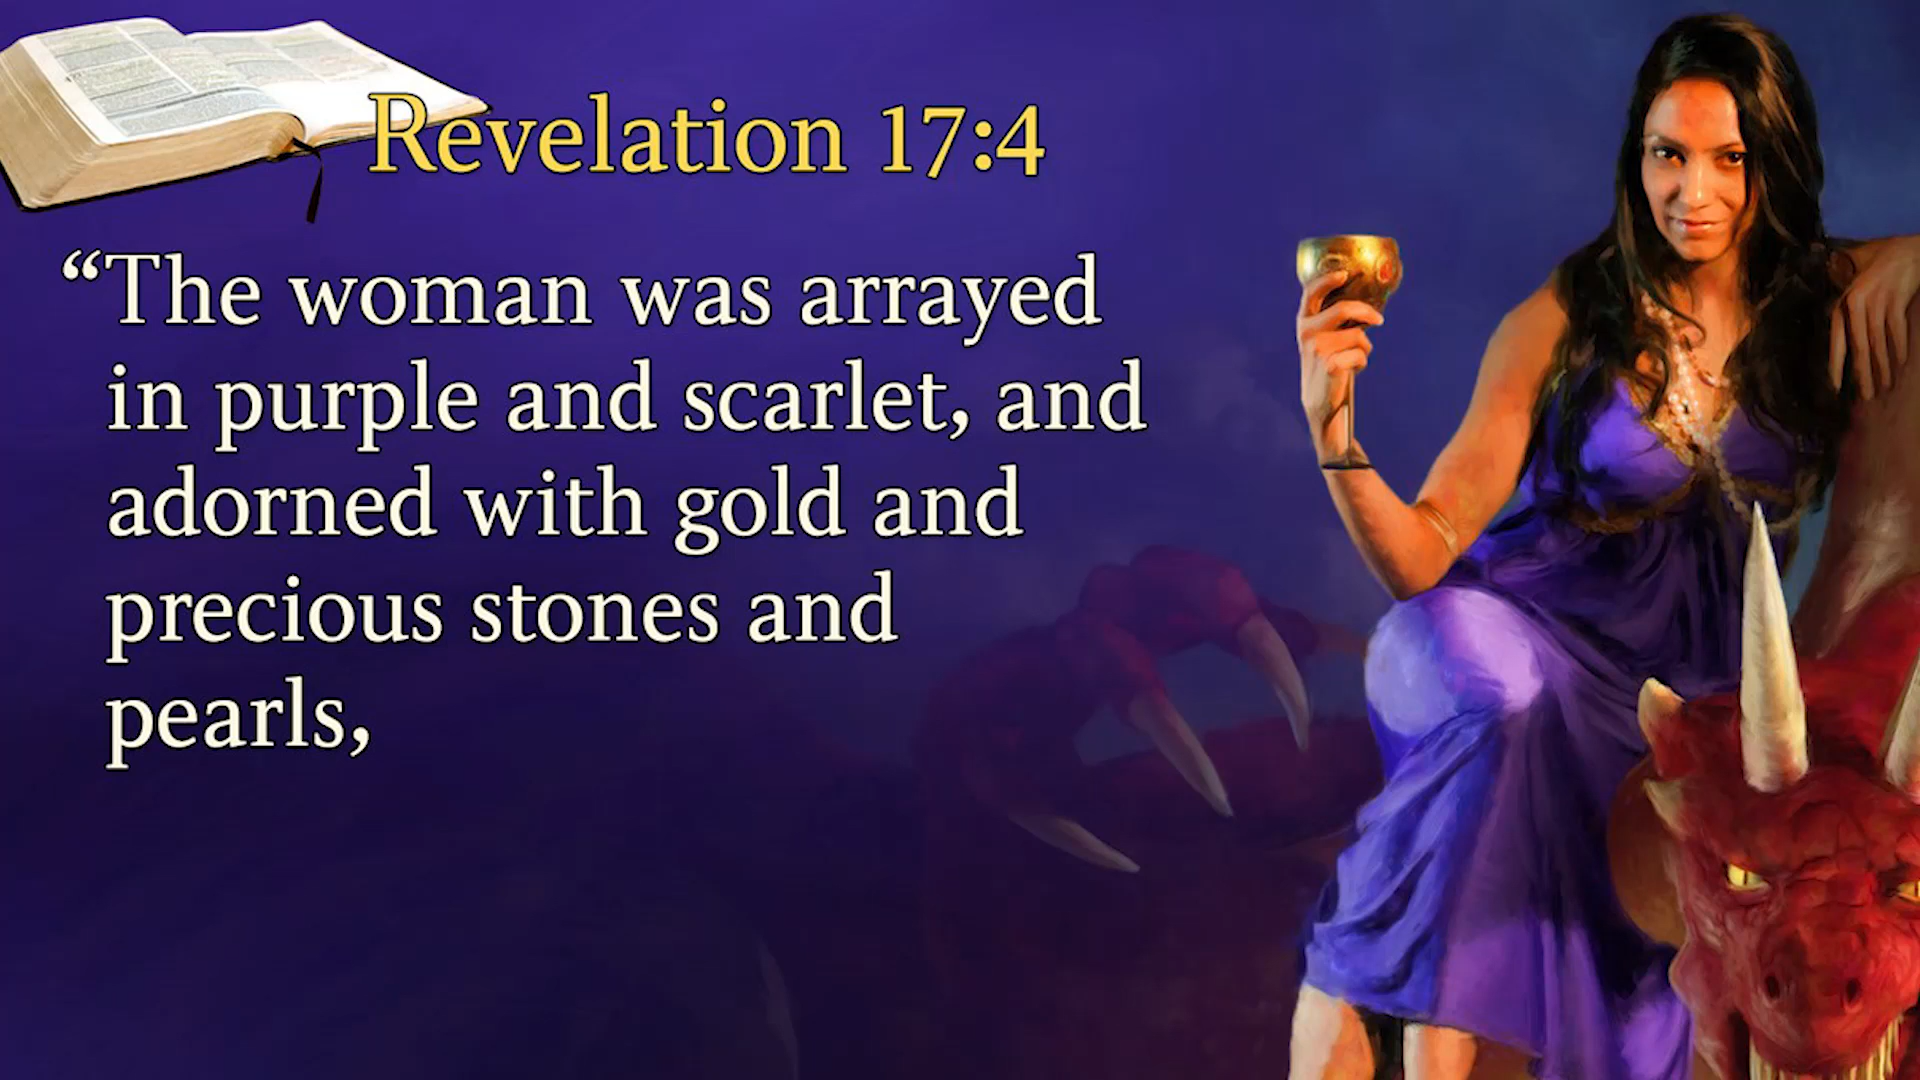 Revelation 17:4
“The woman was arrayed
in purple and scarlet, and
adorned with gold and
precious stones and
pearls,